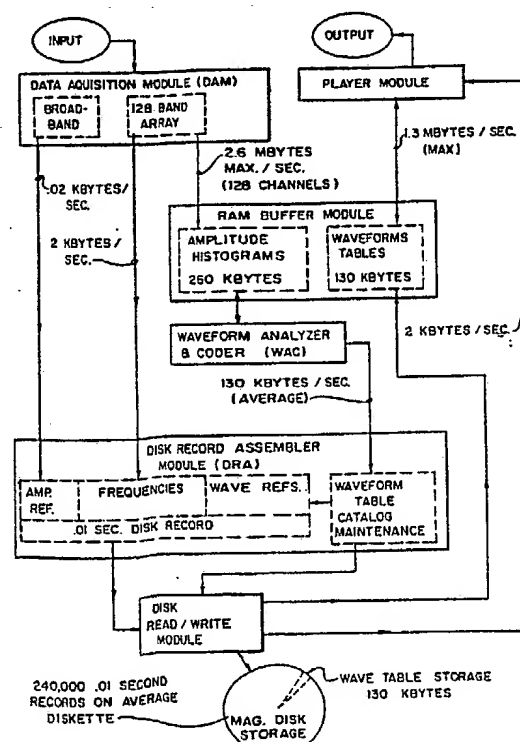 INPUT
OUTPUT
DATA AQUISITION MODULE (DAM)
BROAD-
BAND
128 BAND
ARRAY
PLAYER MODULE
2.6 MBYTES
MAX. / SEC.
(128 CHANNELS)
1.3 MBYTES / SEC.
(MAX)
.02 KBYTES/
SEC.
2 KBYTES /
SEC.
RAM BUFFER MODULE
AMPLITUDE
HISTOGRAMS
260 KBYTES
WAVEFORMS
TABLES
130 KBYTES
WAVEFORM ANALYZER
& CODER (WAC)
2 KBYTES / SEC.
130 KBYTES / SEC.
(AVERAGE)
DISK RECORD ASSEMBLER
MODULE (DRA)
AMP.
REF.
FREQUENCIES
WAVE REFS..
.01 SEC. DISK RECORD
WAVEFORM
TABLE
CATALOG
MAINTENANCE
DISK
READ / WRITE
MODULE
240,000 .01 SECOND
RECORDS ON AVERAGE
DISKETTE
WAVE TABLE STORAGE
130 KBYTES
MAG. DISK
STORAGE